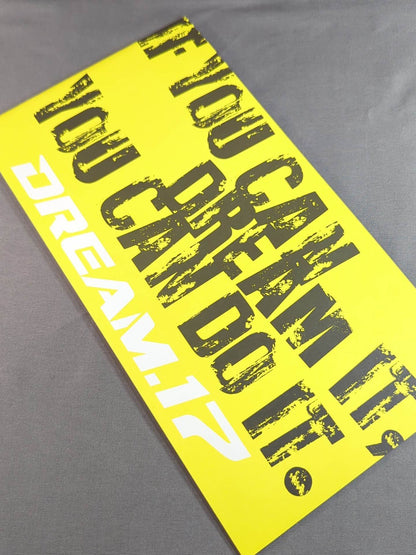 IF YOU CAN
DREAM IT,
YOU CAN DO IT.
DREAM.17